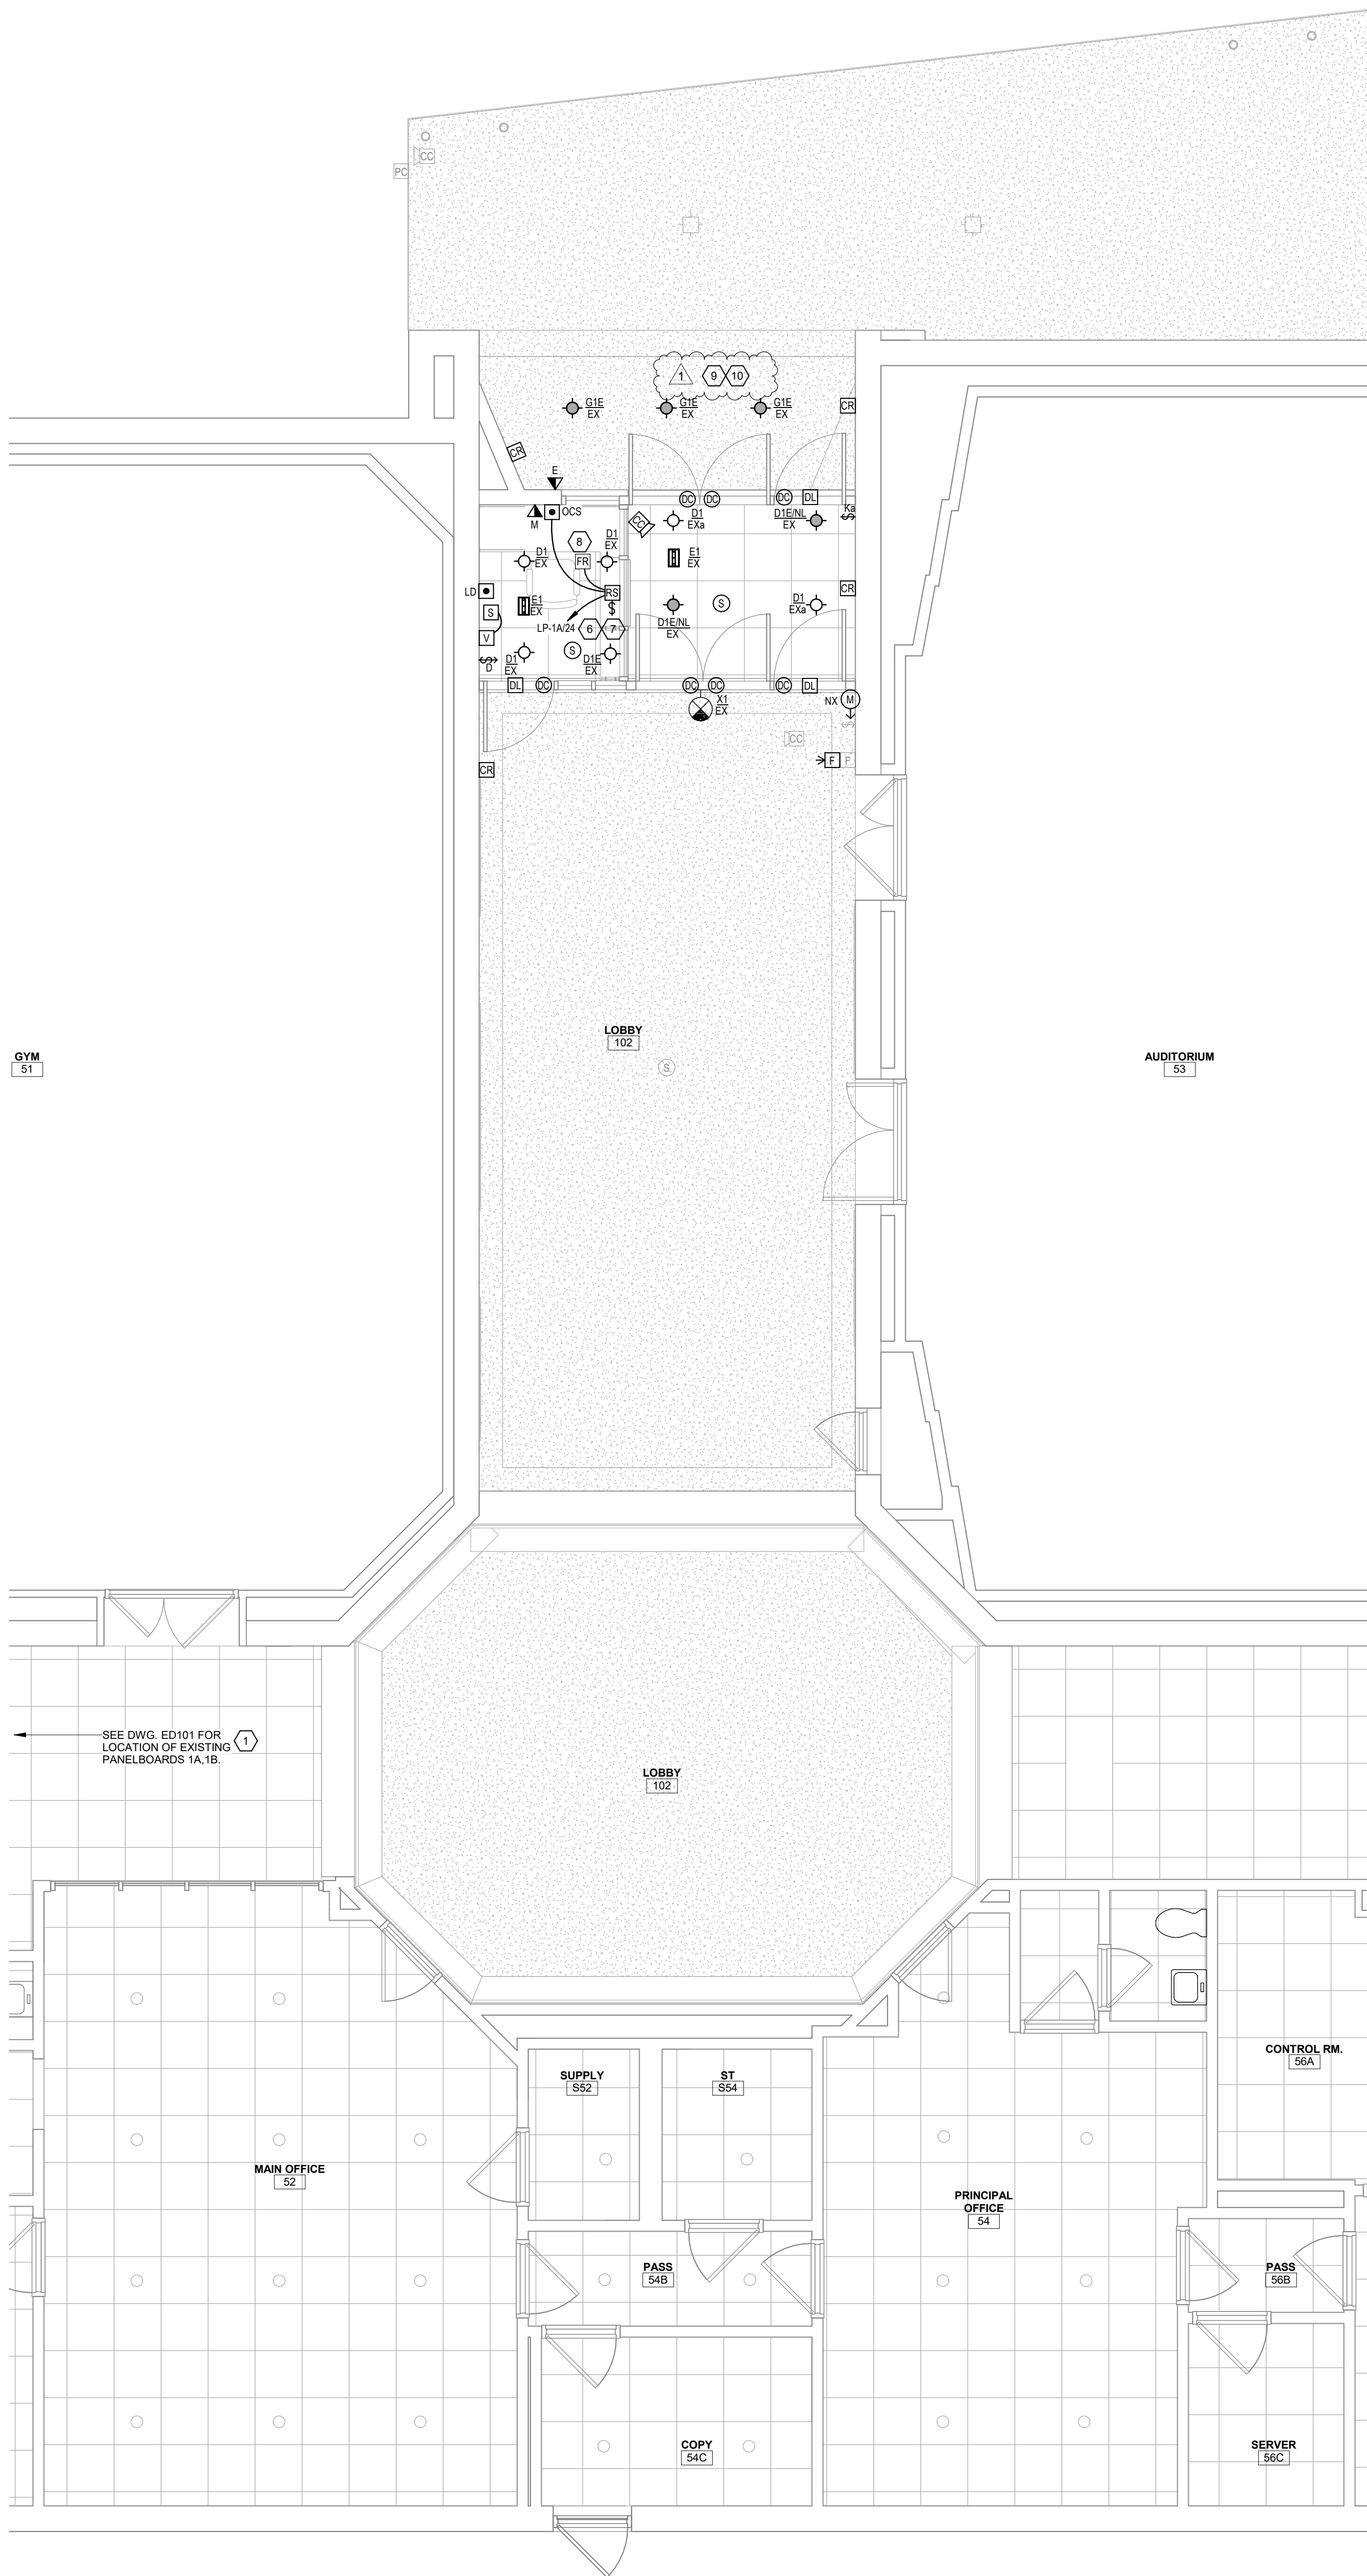 CC
PC
1 9 10
G1E
EX
G1E
EX
G1E
EX
CR
CR
E
DC DC DC DL
M OCS
CC
D1
EXa
D1E/NL
EX
Ka
$
8
D1
EX
D1
EX
FR
E1
EX
LD
RS
CR
E1
EX
S
$
D1E/NL
EX
S
D1
EXa
LP-1A/24 6 7
V
S
$
D
D1
EX
D1E
EX
DL DC DC DC DC DL
X1
EX
NX M
$
CC
F F
CR
LOBBY
102
GYM
51
S
AUDITORIUM
53
SEE DWG. ED101 FOR
LOCATION OF EXISTING 1
PANELBOARDS 1A,1B.
LOBBY
102
CONTROL RM.
56A
SUPPLY
S52
ST
S54
MAIN OFFICE
52
PRINCIPAL
OFFICE
54
PASS
54B
PASS
56B
COPY
54C
SERVER
56C